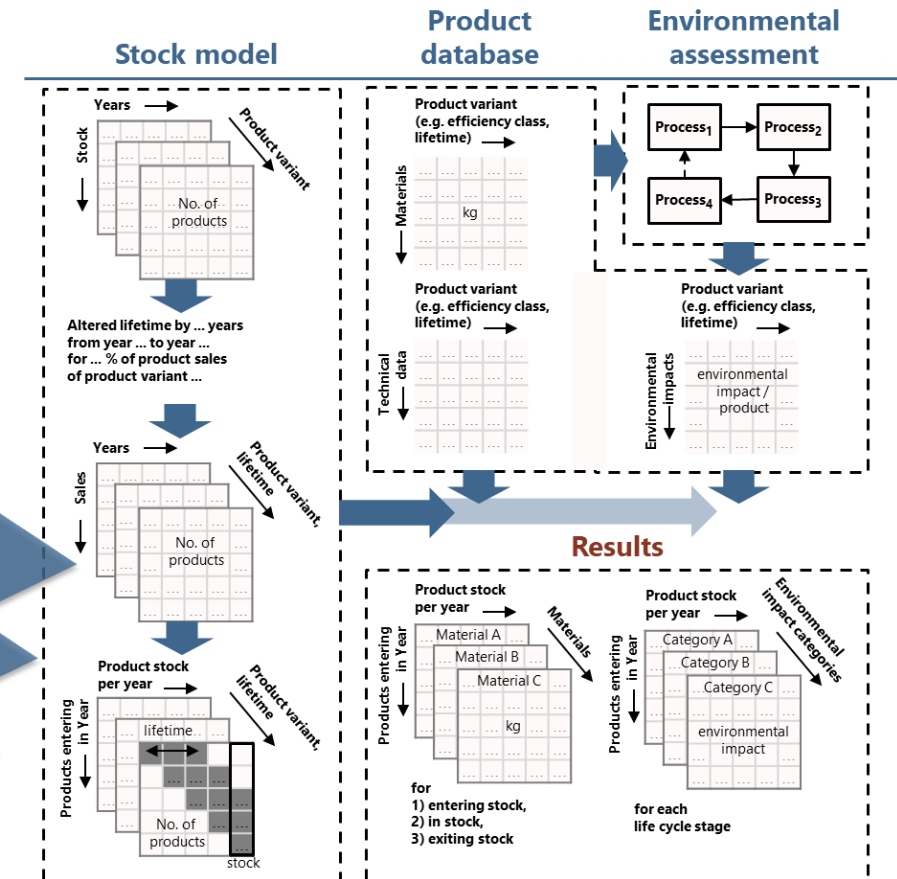 Stock model
Product
database
Environmental
assessment
Years
Stock
Product variant
No. of
products
Altered lifetime by ... years
from year ... to year ...
for ... % of product sales
of product variant ...
Years
Sales
Product variant,
lifetime
No. of
products
Product stock
per year
Products entering
in Year
Product variant,
lifetime
lifetime
No. of
products
stock
Product variant
(e.g. efficiency class,
lifetime)
Materials
kg
Product variant
(e.g. efficiency class,
lifetime)
Technical
data
Process1
Process2
Process4
Process3
Product variant
(e.g. efficiency class,
lifetime)
Environmental
impacts
environmental
impact /
product
Results
Product stock
per year
Products entering
in Year
Materials
Material A
Material B
Material C
kg
for
1) entering stock,
2) in stock,
3) exiting stock
Product stock
per year
Products entering
in Year
Environmental
impact categories
Category A
Category B
Category C
environmental
impact
for each
life cycle stage